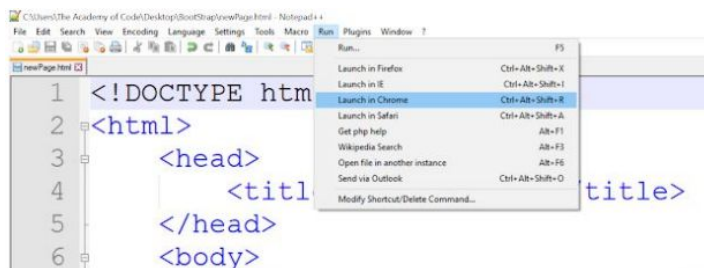 C:\Users\The Academy of Code\Desktop\BootStrap\newPage.html - Notepad++
File Edit Search View Encoding Language Settings Tools Macro Run Plugins Window ?
Run... F5
newPage.html
Launch in Firefox Ctrl+Alt+Shift+X
Launch in IE Ctrl+Alt+Shift+I
Launch in Chrome Ctrl+Alt+Shift+R
Launch in Safari Ctrl+Alt+Shift+A
Get php help Alt+F1
Wikipedia Search Alt+F3
Open file in another instance Alt+F6
Send via Outlook Ctrl+Alt+Shift+O
Modify Shortcut/Delete Command...
1 <!DOCTYPE htm
2 <html>
3 <head>
4 <titl /title>
5 </head>
6 <body>